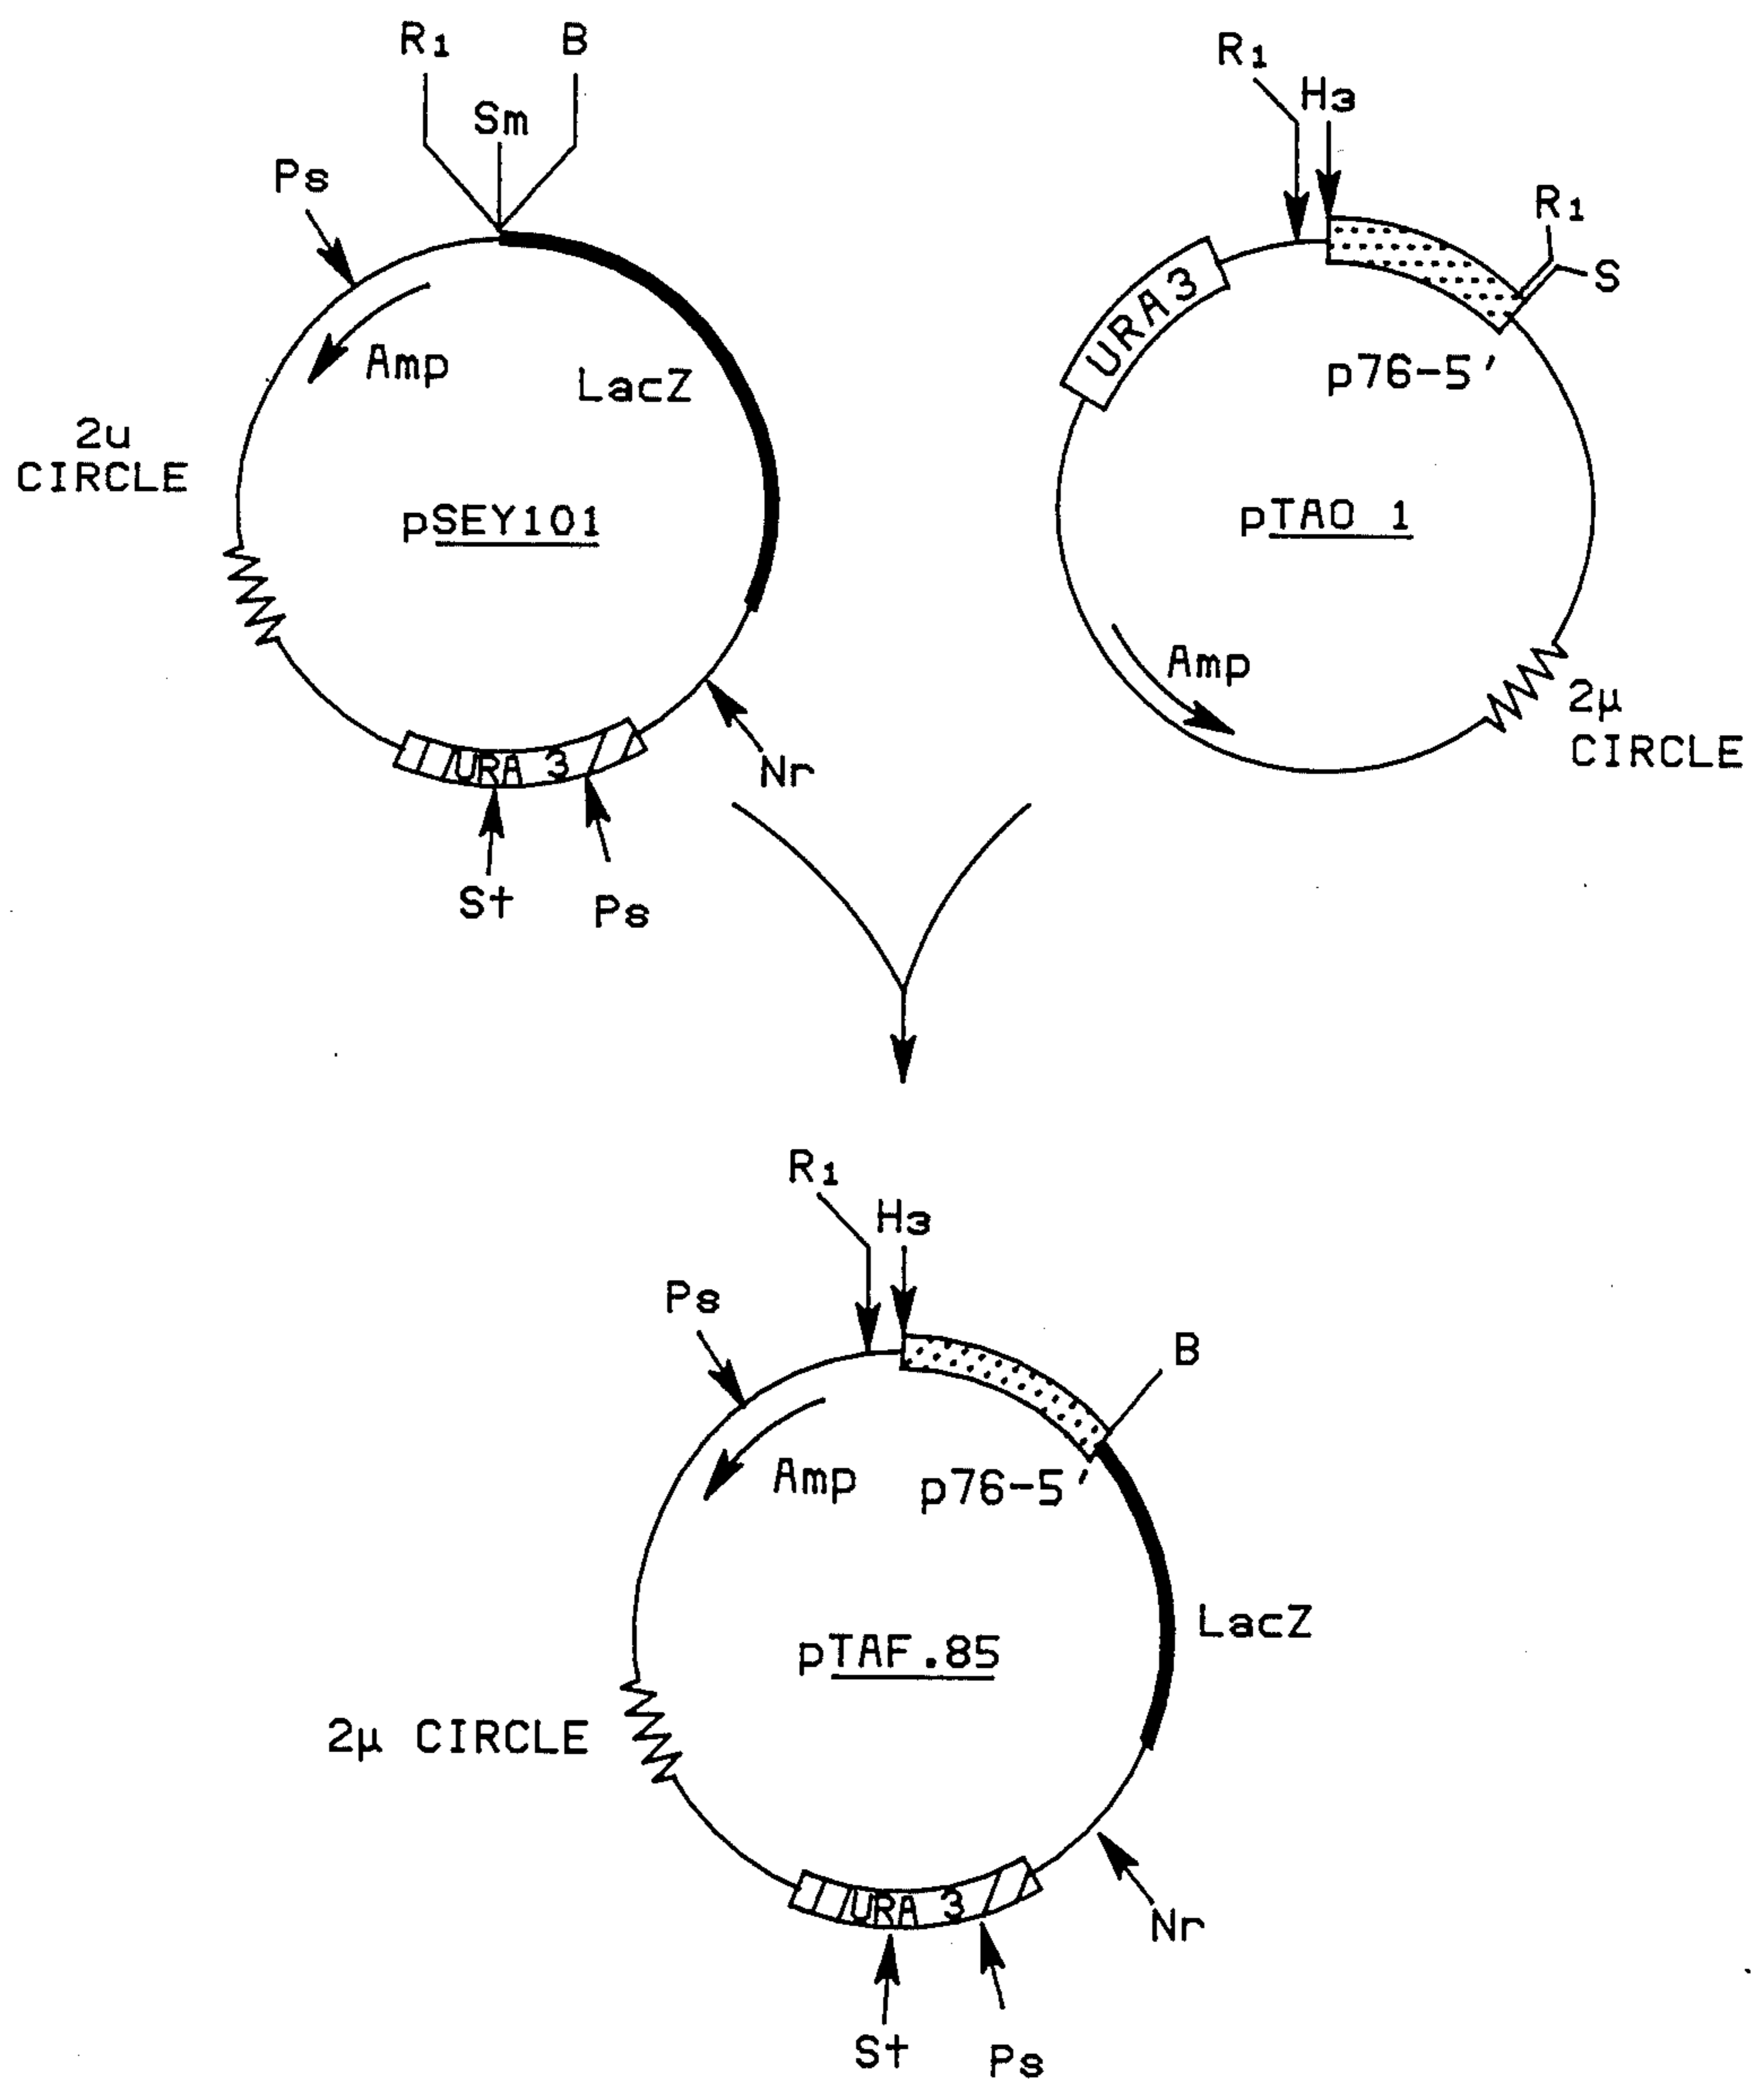 R1
B
Sm
Ps
Amp
LacZ
2u
CIRCLE
pSEY101
URA 3
Nr
St
Ps
R1
H3
R1
S
URA3
p76-5'
pTAO 1
Amp
2µ
CIRCLE
R1
H3
Ps
B
Amp
p76-5'
LacZ
pTAF.85
2µ CIRCLE
URA 3
Nr
St
Ps